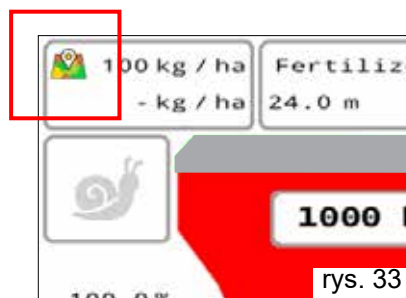 100 kg / ha
- kg / ha
Fertiliz
24.0 m
1000
rys. 33